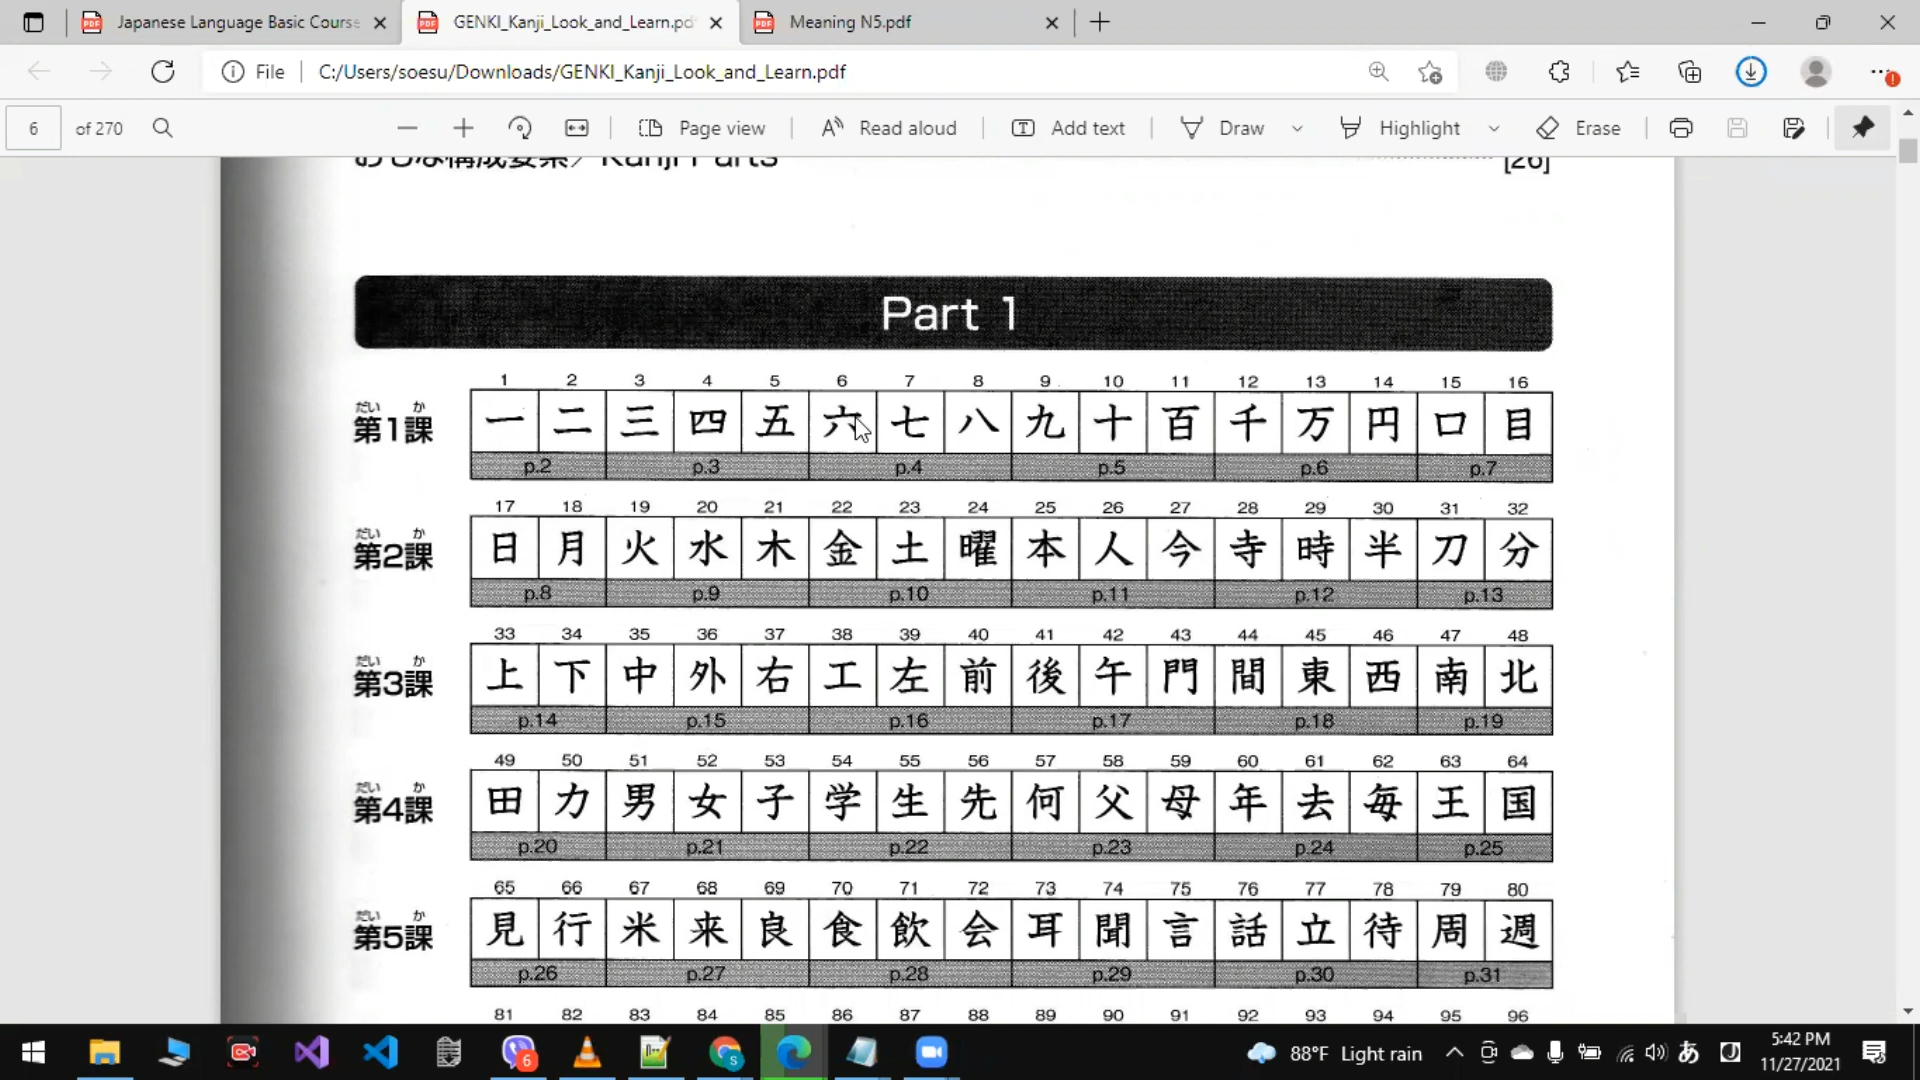 Japanese Language Basic Course
GENKI_Kanji_Look_and_Learn.pdf
Meaning N5.pdf
File
C:/Users/soesu/Downloads/GENKI_Kanji_Look_and_Learn.pdf
6
of 270
Page view
Read aloud
Add text
Draw
Highlight
Erase
おもな構成要素/Kanji Parts
[26]
Part 1
1 2 3 4 5 6 7 8 9 10 11 12 13 14 15 16
だい か
第1課
一 二 三 四 五 六 七 八 九 十 百 千 万 円 口 目
p.2 p.3 p.4 p.5 p.6 p.7
17 18 19 20 21 22 23 24 25 26 27 28 29 30 31 32
だい か
第2課
日 月 火 水 木 金 土 曜 本 人 今 寺 時 半 刀 分
p.8 p.9 p.10 p.11 p.12 p.13
33 34 35 36 37 38 39 40 41 42 43 44 45 46 47 48
だい か
第3課
上 下 中 外 右 工 左 前 後 午 門 間 東 西 南 北
p.14 p.15 p.16 p.17 p.18 p.19
49 50 51 52 53 54 55 56 57 58 59 60 61 62 63 64
だい か
第4課
田 力 男 女 子 学 生 先 何 父 母 年 去 毎 王 国
p.20 p.21 p.22 p.23 p.24 p.25
65 66 67 68 69 70 71 72 73 74 75 76 77 78 79 80
だい か
第5課
見 行 米 来 良 食 飲 会 耳 聞 言 話 立 待 周 週
p.26 p.27 p.28 p.29 p.30 p.31
81 82 83 84 85 86 87 88 89 90 91 92 93 94 95 96
6
88°F Light rain
あ
5:42 PM
11/27/2021